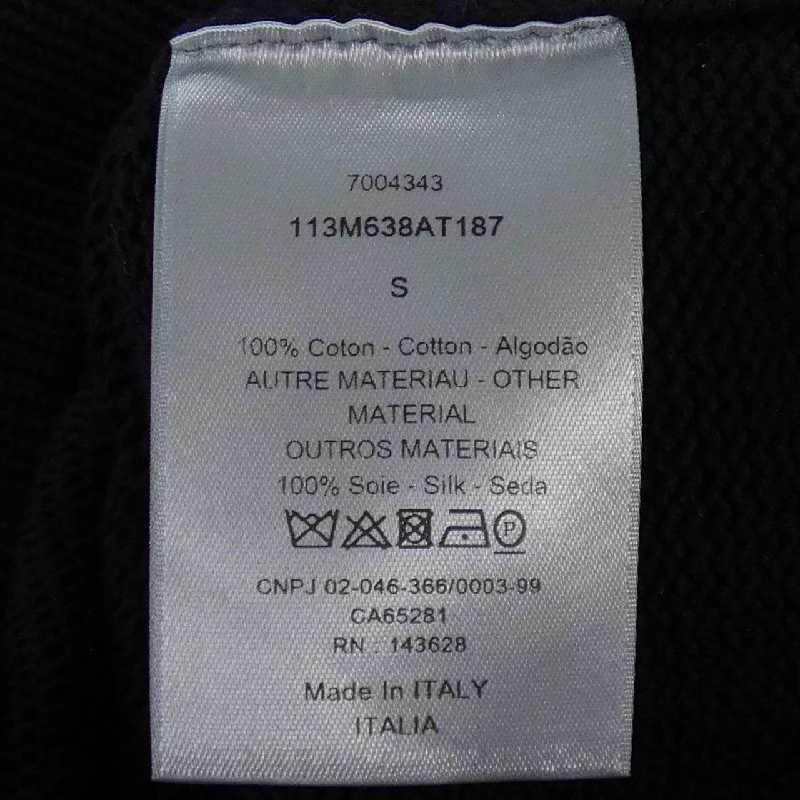 7004343
113M638AT187
S
100% Coton - Cotton - Algodão
AUTRE MATERIAU - OTHER
MATERIAL
OUTROS MATERIAIS
100% Soie - Silk - Seda
P
CNPJ 02-046-366/0003-99
CA65281
RN : 143628
Made In ITALY
ITALIA